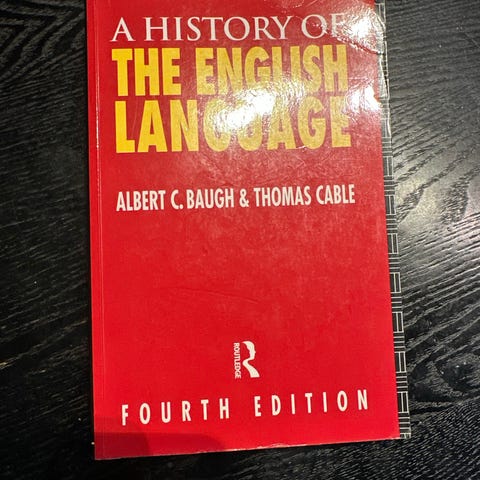 A HISTORY OF
THE ENGLISH
LANGUAGE
ALBERT C. BAUGH & THOMAS CABLE
ROUTLEDGE
FOURTH EDITION